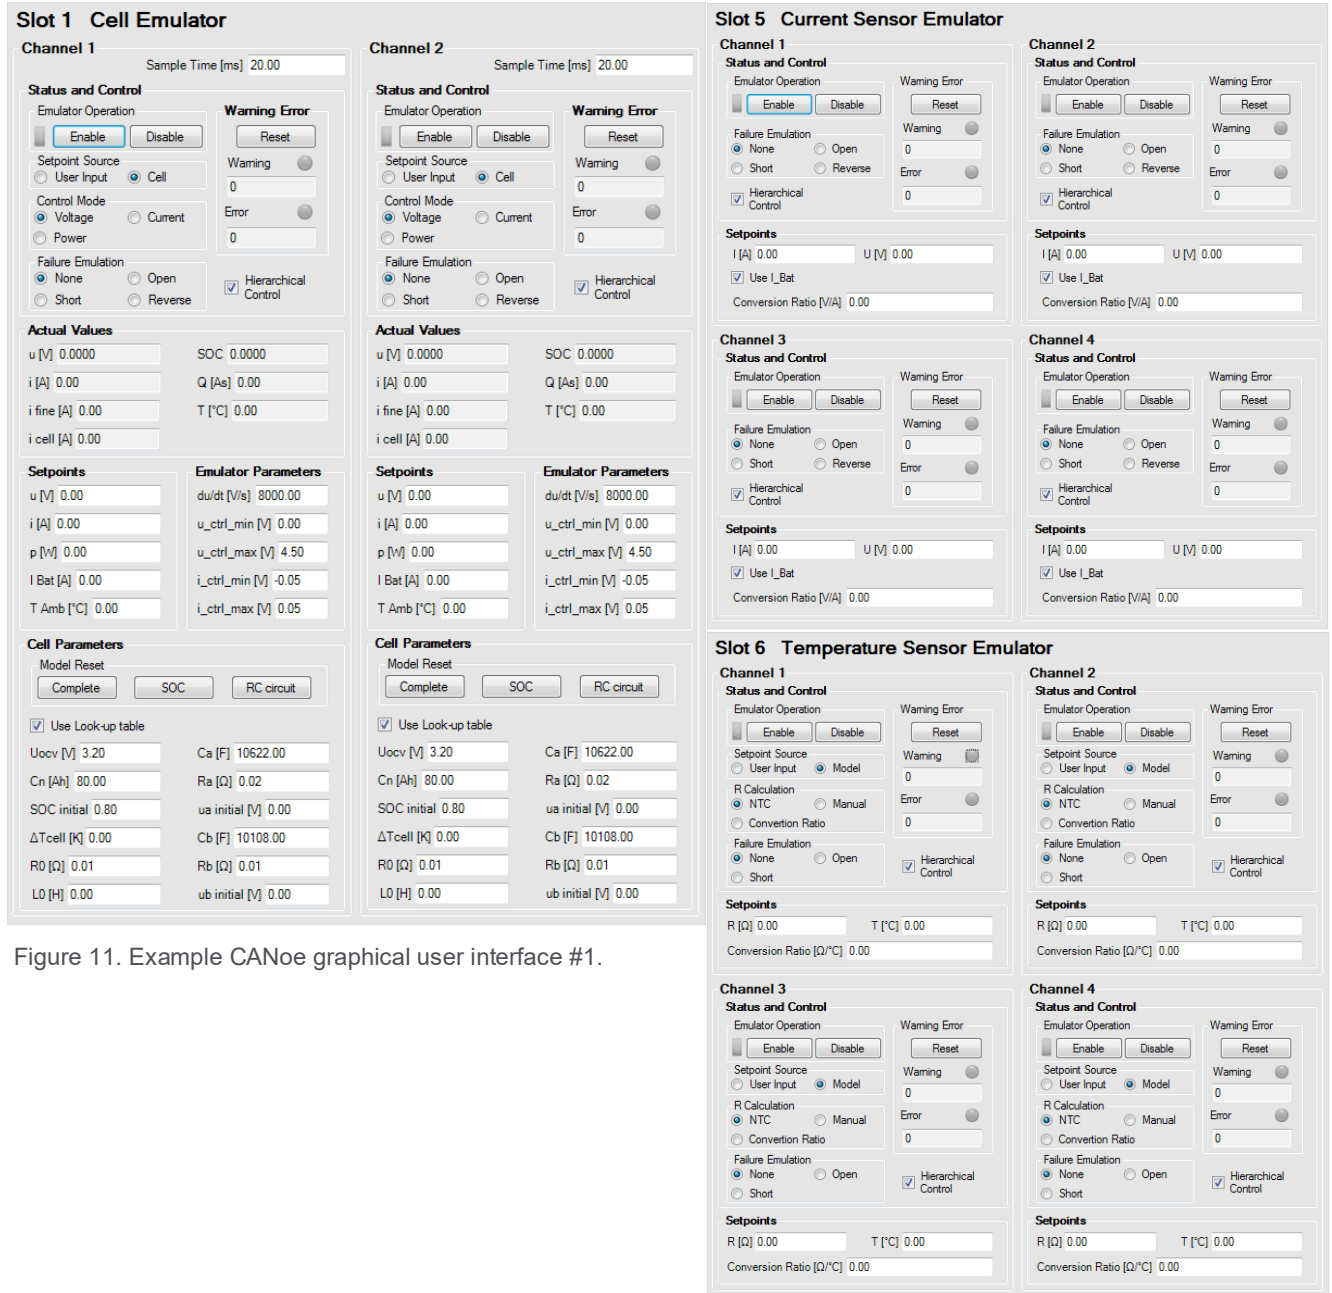 Slot 1 Cell Emulator
Channel 1
Sample Time [ms] 20.00
Status and Control
Emulator Operation
Enable Disable
Warning Error
Reset
Setpoint Source
User Input Cell
Warning
0
Control Mode
Voltage Current
Power
Error
0
Failure Emulation
None Open
Short Reverse
Hierarchical
Control
Actual Values
u [V] 0.0000 SOC 0.0000
i [A] 0.00 Q [As] 0.00
i fine [A] 0.00 T [°C] 0.00
i cell [A] 0.00
Setpoints
u [V] 0.00
i [A] 0.00
p [W] 0.00
I Bat [A] 0.00
T Amb [°C] 0.00
Emulator Parameters
du/dt [V/s] 8000.00
u_ctrl_min [V] 0.00
u_ctrl_max [V] 4.50
i_ctrl_min [V] -0.05
i_ctrl_max [V] 0.05
Cell Parameters
Model Reset
Complete SOC RC circuit
Use Look-up table
Uocv [V] 3.20 Ca [F] 10622.00
Cn [Ah] 80.00 Ra [Ω] 0.02
SOC initial 0.80 ua initial [V] 0.00
ΔTcell [K] 0.00 Cb [F] 10108.00
R0 [Ω] 0.01 Rb [Ω] 0.01
L0 [H] 0.00 ub initial [V] 0.00
Channel 2
Sample Time [ms] 20.00
Status and Control
Emulator Operation
Enable Disable
Warning Error
Reset
Setpoint Source
User Input Cell
Warning
0
Control Mode
Voltage Current
Power
Error
0
Failure Emulation
None Open
Short Reverse
Hierarchical
Control
Actual Values
u [V] 0.0000 SOC 0.0000
i [A] 0.00 Q [As] 0.00
i fine [A] 0.00 T [°C] 0.00
i cell [A] 0.00
Setpoints
u [V] 0.00
i [A] 0.00
p [W] 0.00
I Bat [A] 0.00
T Amb [°C] 0.00
Emulator Parameters
du/dt [V/s] 8000.00
u_ctrl_min [V] 0.00
u_ctrl_max [V] 4.50
i_ctrl_min [V] -0.05
i_ctrl_max [V] 0.05
Cell Parameters
Model Reset
Complete SOC RC circuit
Use Look-up table
Uocv [V] 3.20 Ca [F] 10622.00
Cn [Ah] 80.00 Ra [Ω] 0.02
SOC initial 0.80 ua initial [V] 0.00
ΔTcell [K] 0.00 Cb [F] 10108.00
R0 [Ω] 0.01 Rb [Ω] 0.01
L0 [H] 0.00 ub initial [V] 0.00
Figure 11. Example CANoe graphical user interface #1.
Slot 5 Current Sensor Emulator
Channel 1
Status and Control
Emulator Operation
Enable Disable
Warning Error
Reset
Warning
0
Failure Emulation
None Open
Short Reverse
Error
0
Hierarchical
Control
Setpoints
I [A] 0.00 U [V] 0.00
Use I_Bat
Conversion Ratio [V/A] 0.00
Channel 2
Status and Control
Emulator Operation
Enable Disable
Warning Error
Reset
Warning
0
Failure Emulation
None Open
Short Reverse
Error
0
Hierarchical
Control
Setpoints
I [A] 0.00 U [V] 0.00
Use I_Bat
Conversion Ratio [V/A] 0.00
Channel 3
Status and Control
Emulator Operation
Enable Disable
Warning Error
Reset
Warning
0
Failure Emulation
None Open
Short Reverse
Error
0
Hierarchical
Control
Setpoints
I [A] 0.00 U [V] 0.00
Use I_Bat
Conversion Ratio [V/A] 0.00
Channel 4
Status and Control
Emulator Operation
Enable Disable
Warning Error
Reset
Warning
0
Failure Emulation
None Open
Short Reverse
Error
0
Hierarchical
Control
Setpoints
I [A] 0.00 U [V] 0.00
Use I_Bat
Conversion Ratio [V/A] 0.00
Slot 6 Temperature Sensor Emulator
Channel 1
Status and Control
Emulator Operation
Enable Disable
Warning Error
Reset
Setpoint Source
User Input Model
Warning
0
R Calculation
NTC Manual
Convertion Ratio
Error
0
Failure Emulation
None Open
Short
Hierarchical
Control
Setpoints
R [Ω] 0.00 T [°C] 0.00
Conversion Ratio [Ω/°C] 0.00
Channel 2
Status and Control
Emulator Operation
Enable Disable
Warning Error
Reset
Setpoint Source
User Input Model
Warning
0
R Calculation
NTC Manual
Convertion Ratio
Error
0
Failure Emulation
None Open
Short
Hierarchical
Control
Setpoints
R [Ω] 0.00 T [°C] 0.00
Conversion Ratio [Ω/°C] 0.00
Channel 3
Status and Control
Emulator Operation
Enable Disable
Warning Error
Reset
Setpoint Source
User Input Model
Warning
0
R Calculation
NTC Manual
Convertion Ratio
Error
0
Failure Emulation
None Open
Short
Hierarchical
Control
Setpoints
R [Ω] 0.00 T [°C] 0.00
Conversion Ratio [Ω/°C] 0.00
Channel 4
Status and Control
Emulator Operation
Enable Disable
Warning Error
Reset
Setpoint Source
User Input Model
Warning
0
R Calculation
NTC Manual
Convertion Ratio
Error
0
Failure Emulation
None Open
Short
Hierarchical
Control
Setpoints
R [Ω] 0.00 T [°C] 0.00
Conversion Ratio [Ω/°C] 0.00